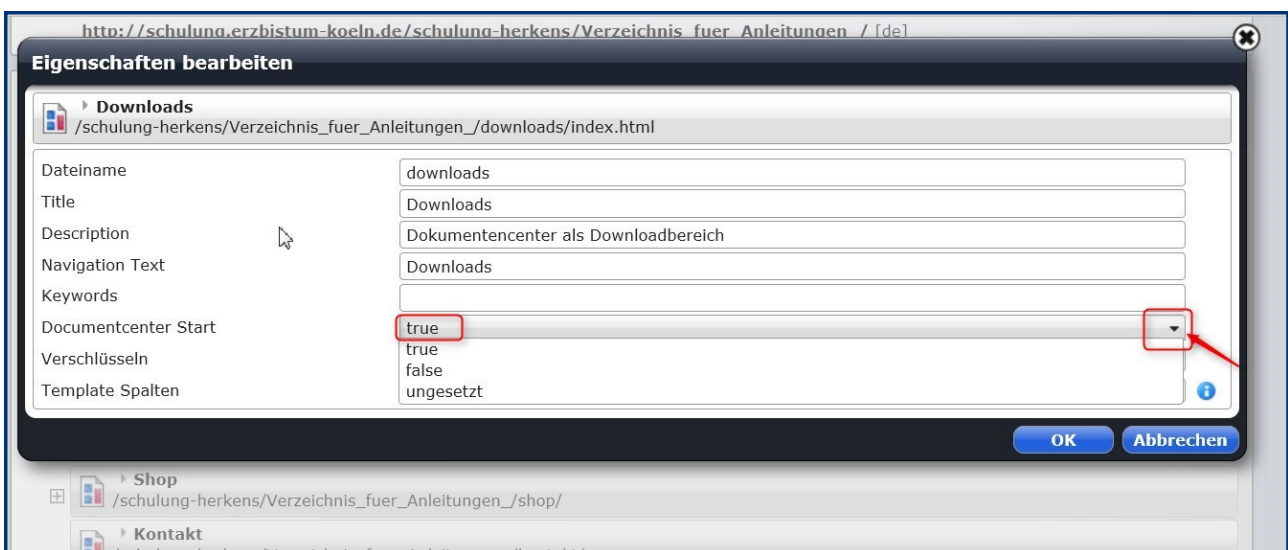 http://schulung.erzbistum-koeln.de/schulung-herkens/Verzeichnis_fuer_Anleitungen_/ [de]
Eigenschaften bearbeiten
Downloads
/schulung-herkens/Verzeichnis_fuer_Anleitungen_/downloads/index.html
Dateiname downloads
Title Downloads
Description Dokumentencenter als Downloadbereich
Navigation Text Downloads
Keywords
Documentcenter Start true
true
Verschlüsseln
false
Template Spalten ungesetzt
OK Abbrechen
Shop
/schulung-herkens/Verzeichnis_fuer_Anleitungen_/shop/
Kontakt